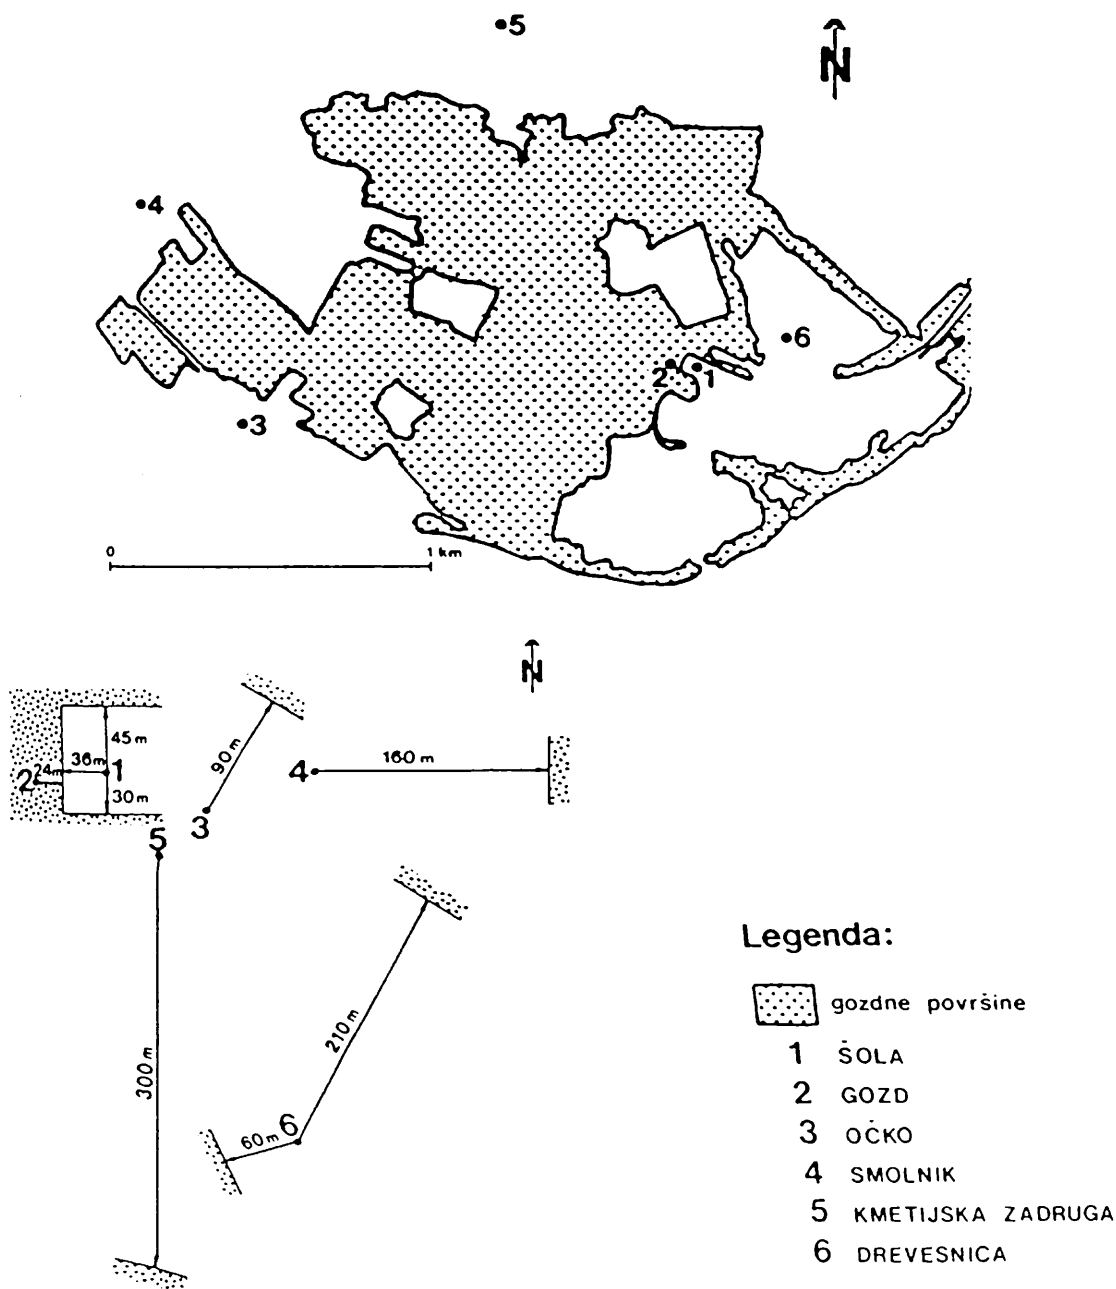 5
N
4
6
2 1
3
0 1 km
N
45m
36m 1
24m
2
30m
90m
3
4 160 m
5
300m
210m
60m 6
Legenda:
gozdne površine
1 ŠOLA
2 GOZD
3 OČKO
4 SMOLNIK
5 KMETIJSKA ZADRUGA
6 DREVESNICA